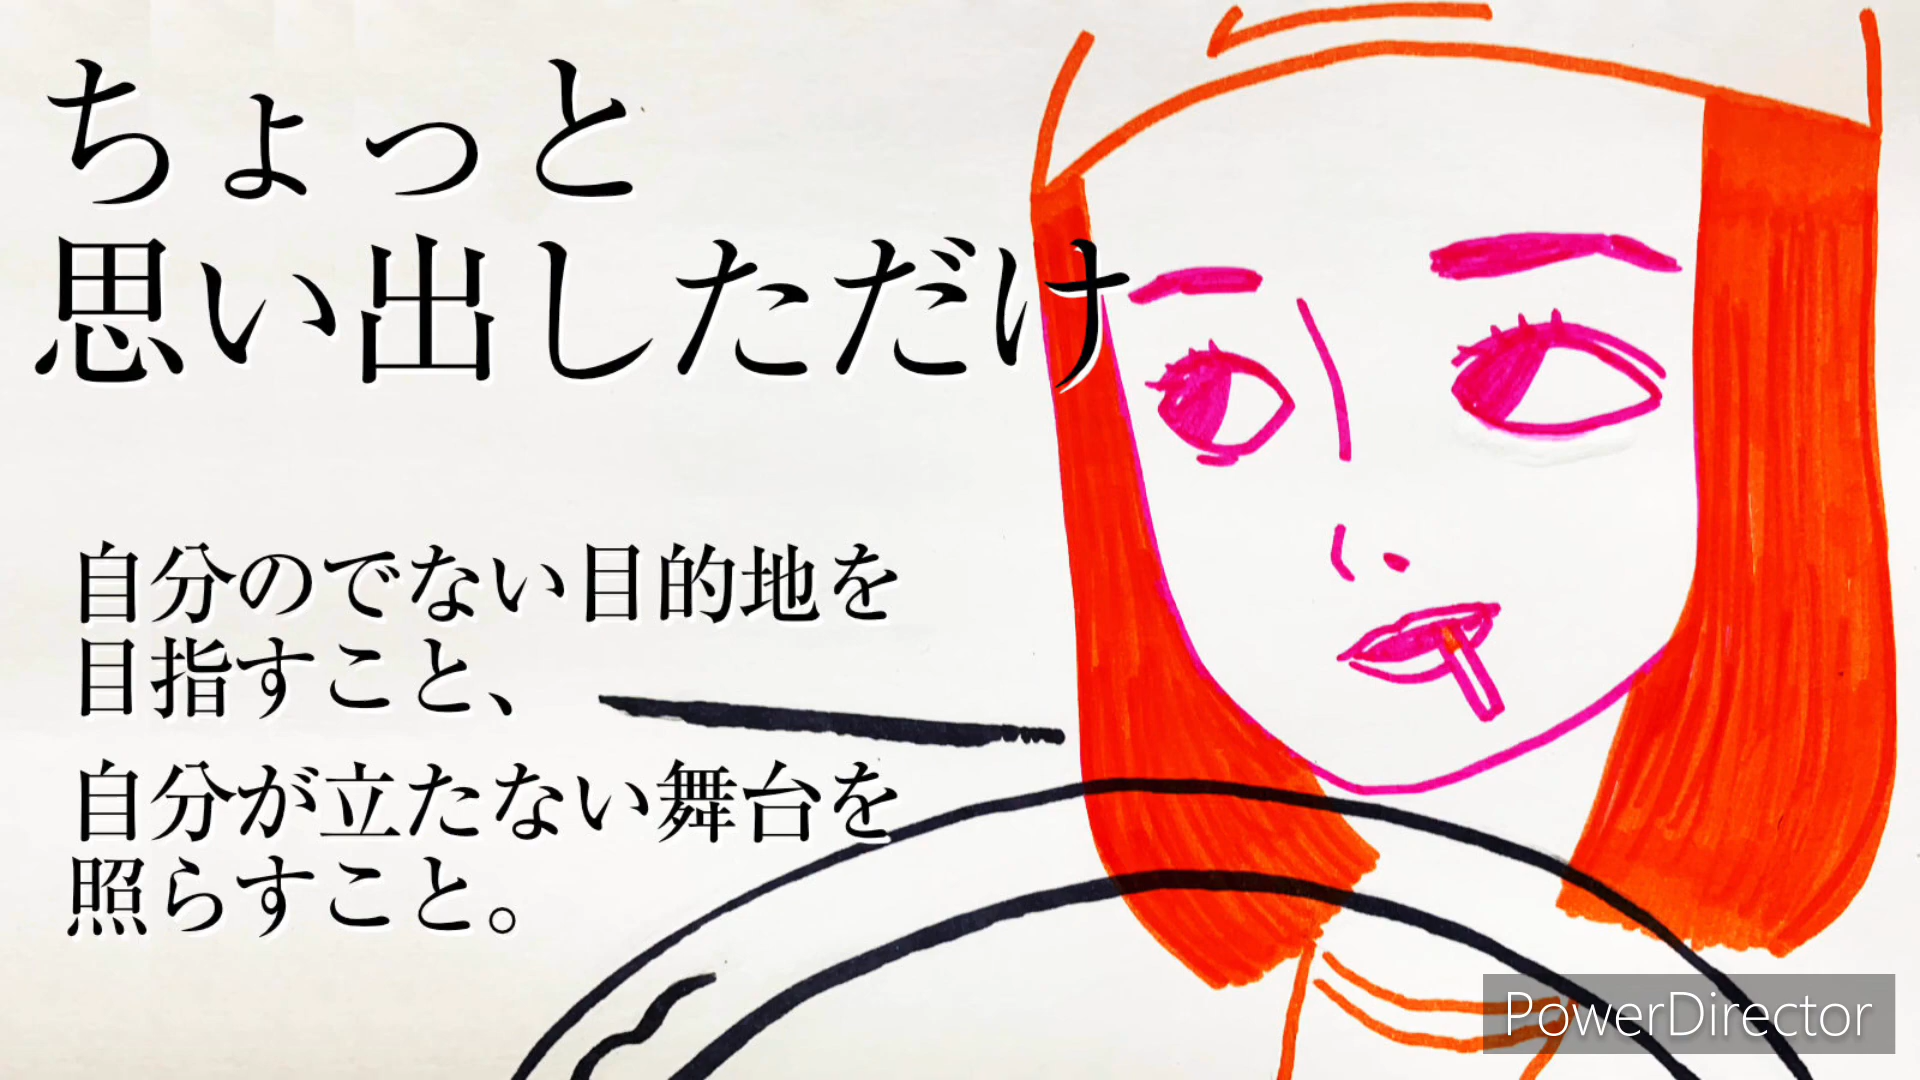 ちょっと
思い出しただけ
自分のでない目的地を
目指すこと、
自分が立たない舞台を
照らすこと。
PowerDirector